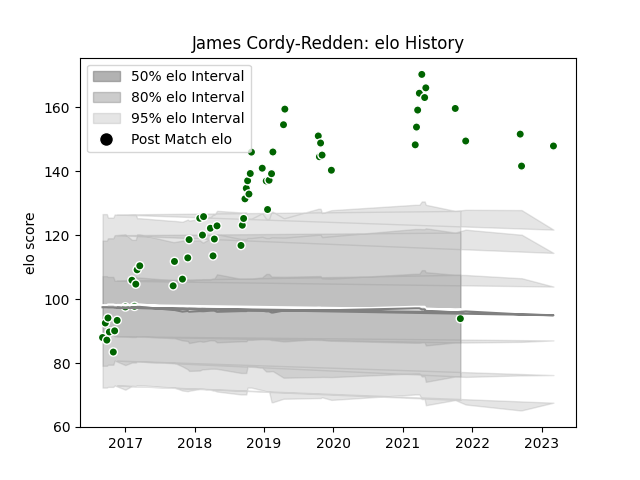 James Cordy-Redden: elo History
50% elo Interval
80% elo Interval
95% elo Interval
Post Match elo
elo score
160
140
120
100
80
60
2017 2018 2019 2020 2021 2022 2023